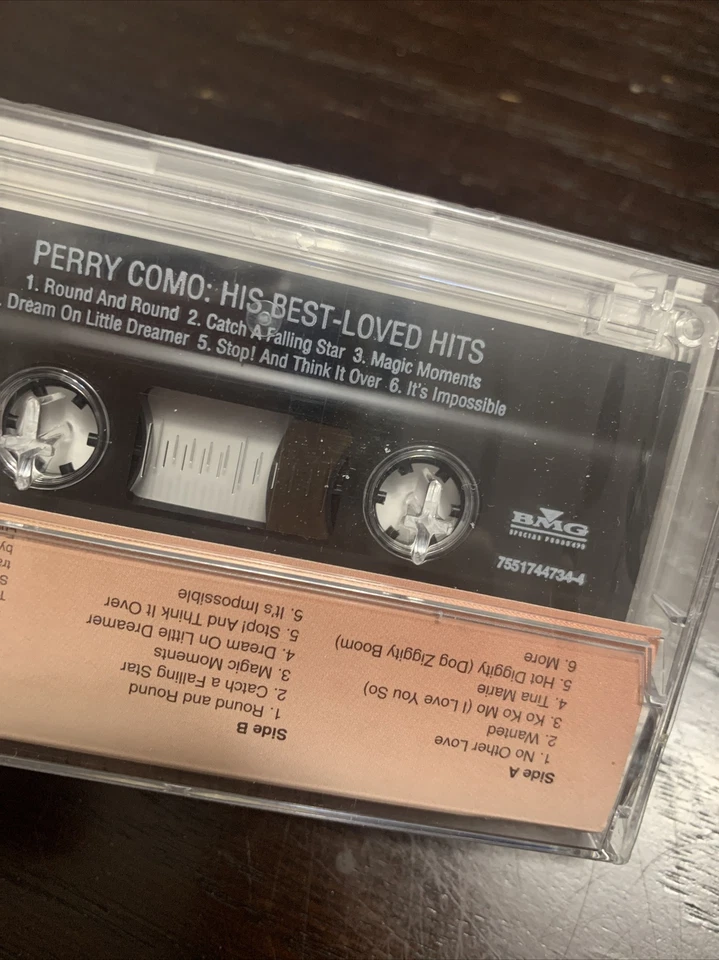 PERRY COMO: HIS BEST-LOVED HITS
1. Round And Round 2. Catch A Falling Star 3. Magic Moments
. Dream On Little Dreamer 5. Stop! And Think It Over 6. It's Impossible
BMG
SPECIAL PRODUCTS
7551744734-4
Side A
1. No Other Love
2. Wanted
3. Ko Ko Mo (I Love You So)
4. Tina Marie
5. Hot Diggity (Dog Ziggity Boom)
6. More
Side B
1. Round and Round
2. Catch a Falling Star
3. Magic Moments
4. Dream On Little Dreamer
5. Stop! And Think It Over
6. It's Impossible
by